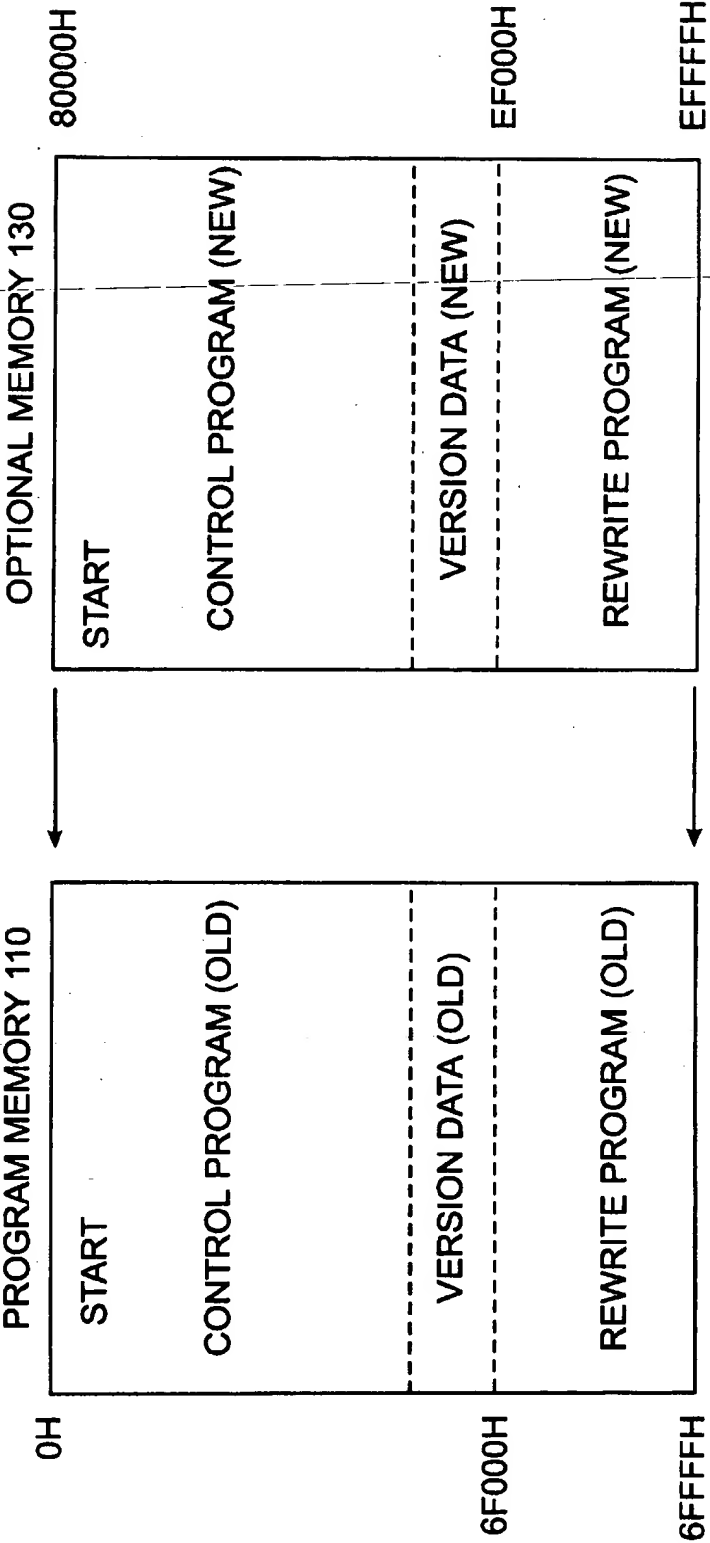 PROGRAM MEMORY 110
0H
START
CONTROL PROGRAM (OLD)
VERSION DATA (OLD)
6F000H
REWRITE PROGRAM (OLD)
6FFFFH
OPTIONAL MEMORY 130
80000H
START
CONTROL PROGRAM (NEW)
VERSION DATA (NEW)
EF000H
REWRITE PROGRAM (NEW)
EFFFFH